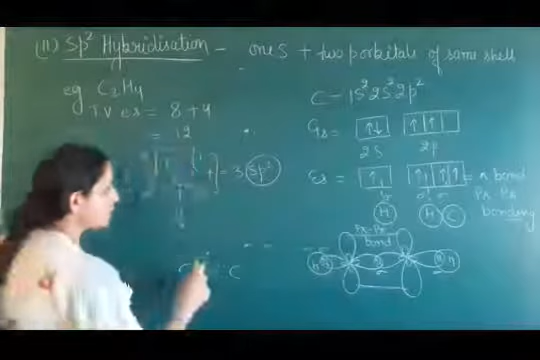 (II) Sp² Hybridisation - one S + two p orbitals of same shell
eg C2H4
T.V es = 8+4
= 12
= 3 Sp²
C = C
C - 1S² 2S² 2p²
Gs = ↑↓ ↑ ↑
2S 2p
Es = ↑ ↑ ↑ ↑ = π bond
σ σ σ Pπ-Pπ
H H C bonding
Pπ-Pπ
bond